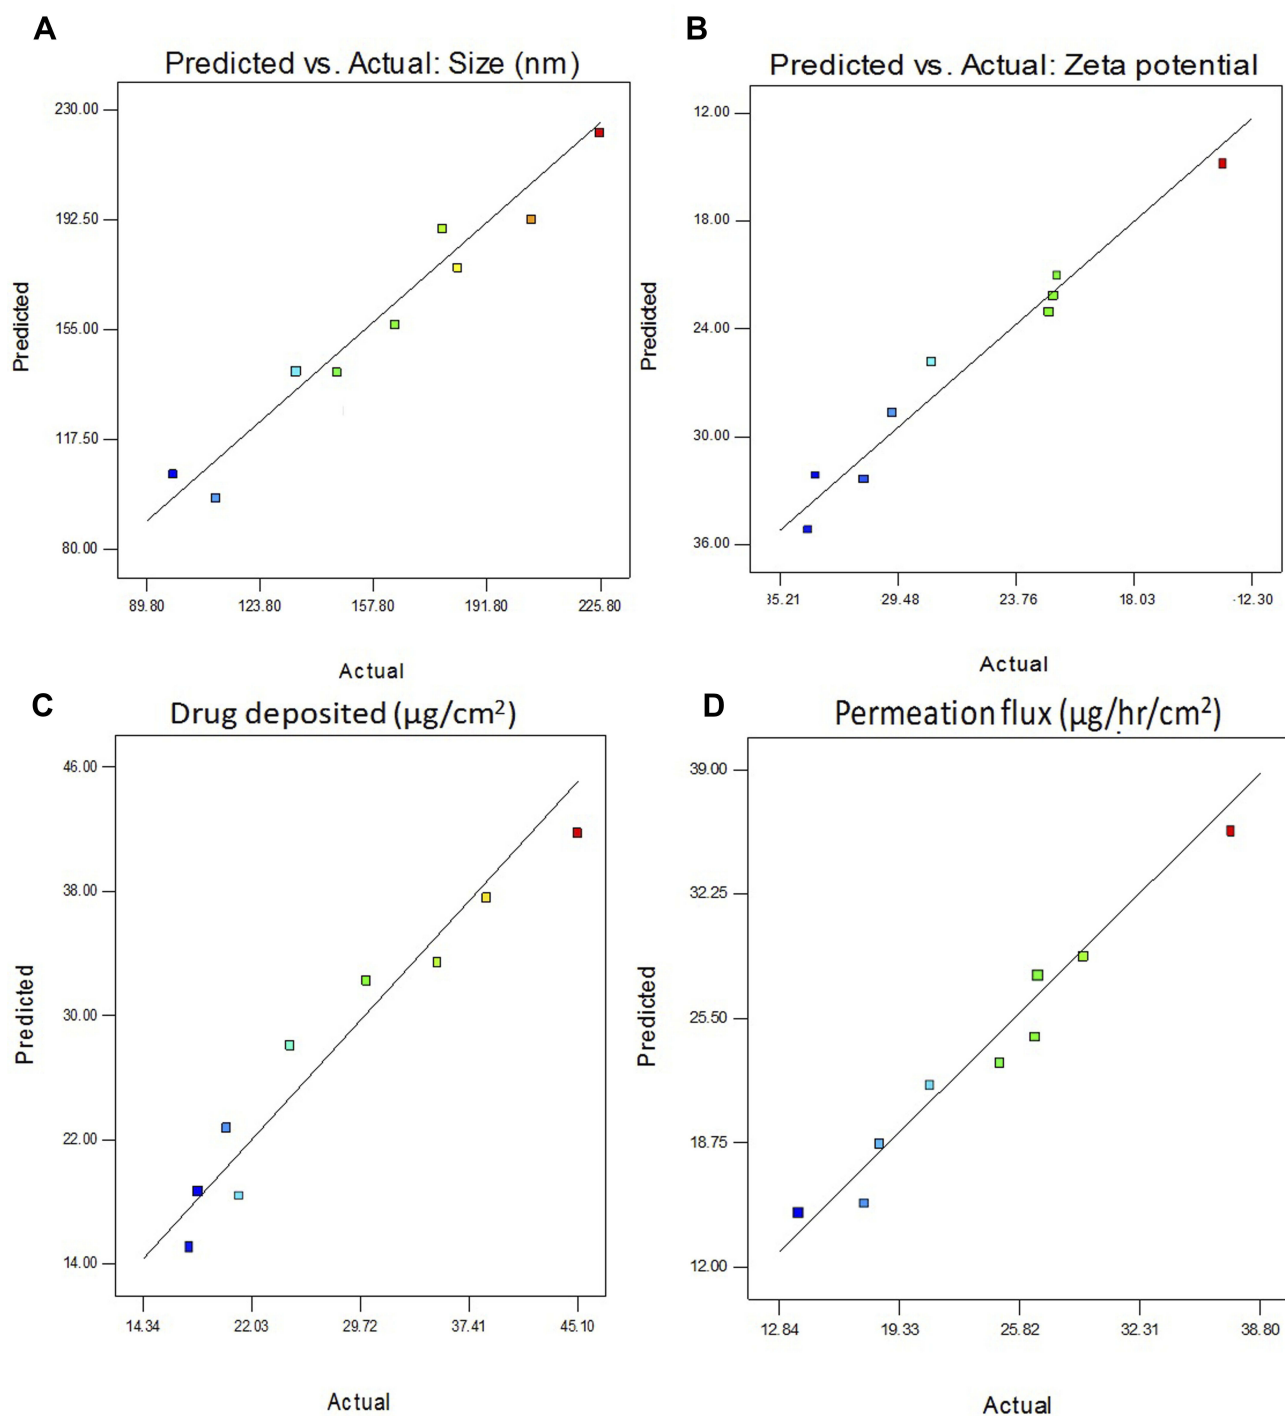 A
Predicted vs. Actual: Size (nm)
230.00
192.50
155.00
117.50
80.00
Predicted
89.80 123.80 157.80 191.80 225.80
Actual
B
Predicted vs. Actual: Zeta potential
12.00
18.00
24.00
30.00
36.00
Predicted
35.21 29.48 23.76 18.03 -12.30
Actual
C
Drug deposited (µg/cm²)
46.00
38.00
30.00
22.00
14.00
Predicted
14.34 22.03 29.72 37.41 45.10
Actual
D
Permeation flux (µg/hr/cm²)
39.00
32.25
25.50
18.75
12.00
Predicted
12.84 19.33 25.82 32.31 38.80
Actual